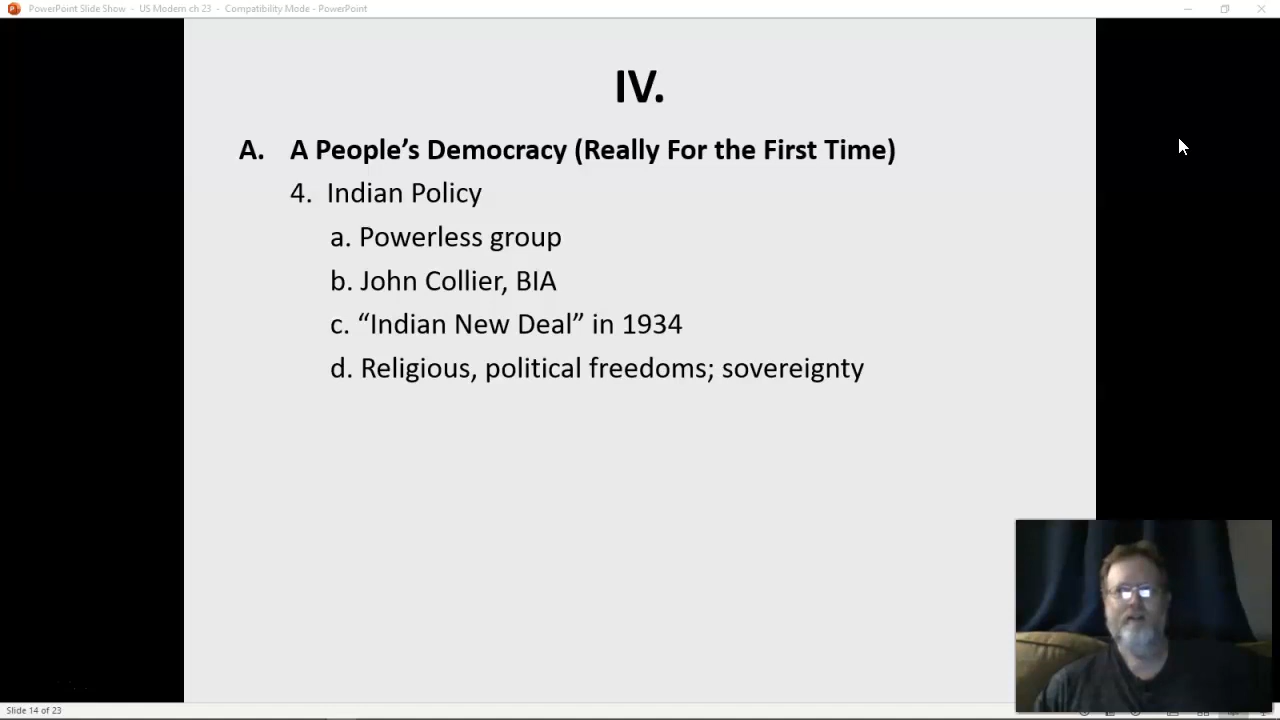 PowerPoint Slide Show - US Modern ch 23 - Compatibility Mode - PowerPoint
IV.
A. A People’s Democracy (Really For the First Time)
4. Indian Policy
a. Powerless group
b. John Collier, BIA
c. “Indian New Deal” in 1934
d. Religious, political freedoms; sovereignty
Slide 14 of 23